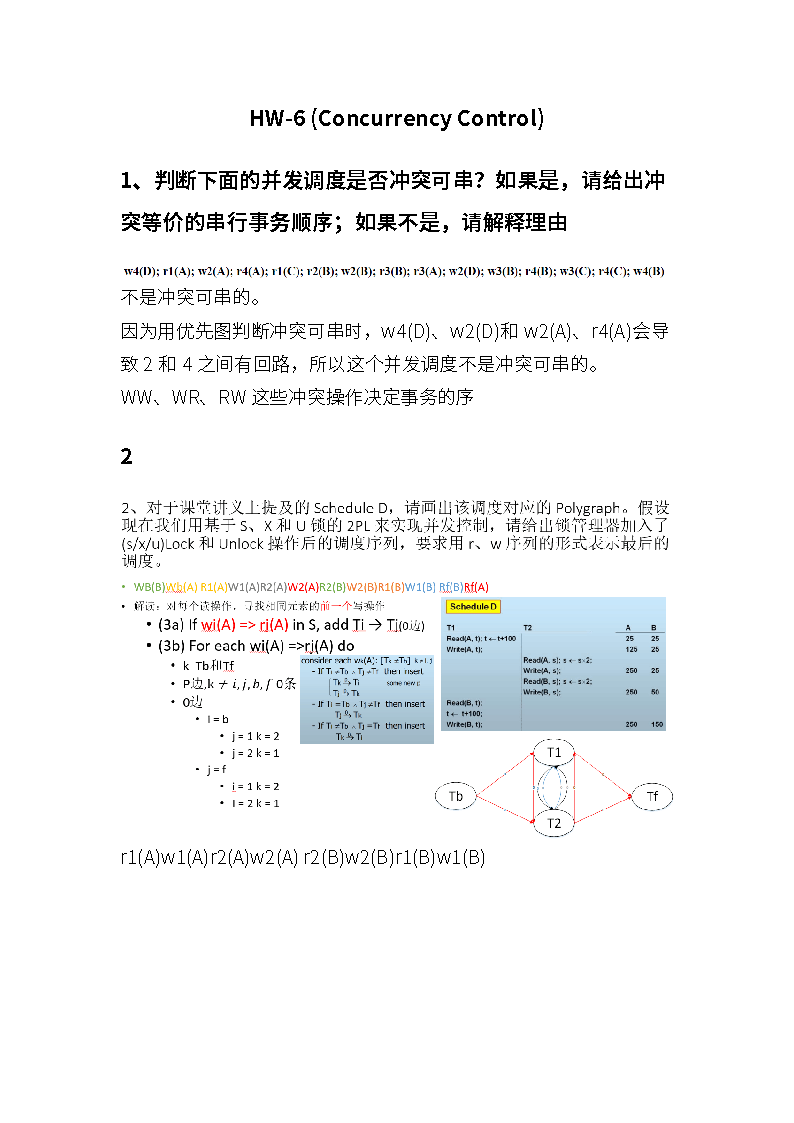 HW-6 (Concurrency Control)
1、判断下面的并发调度是否冲突可串？如果是，请给出冲
突等价的串行事务顺序；如果不是，请解释理由
w4(D); r1(A); w2(A); r4(A); r1(C); r2(B); w2(B); r3(B); r3(A); w2(D); w3(B); r4(B); w3(C); r4(C); w4(B)
不是冲突可串的。
因为用优先图判断冲突可串时，w4(D)、w2(D)和 w2(A)、r4(A)会导
致 2 和 4 之间有回路，所以这个并发调度不是冲突可串的。
WW、WR、RW 这些冲突操作决定事务的序
2
2、对于课堂讲义上提及的 Schedule D，请画出该调度对应的 Polygraph。假设
现在我们用基于 S、X 和 U 锁的 2PL 来实现并发控制，请给出锁管理器加入了
(s/x/u)Lock 和 Unlock 操作后的调度序列，要求用 r、w 序列的形式表示最后的
调度。
• WB(B)Wb(A) R1(A)W1(A)R2(A)W2(A)R2(B)W2(B)R1(B)W1(B) Rf(B)Rf(A)
• 解读：对每个读操作，寻找相同元素的前一个写操作
• (3a) If wi(A) => rj(A) in S, add Ti → Tj(0边)
• (3b) For each wi(A) =>rj(A) do
• k Tb和Tf
• P边,k ≠ i, j, b, f 0条
• 0边
• I = b
• j = 1 k = 2
• j = 2 k = 1
• j = f
• i = 1 k = 2
• I = 2 k = 1
consider each wk(A): [Tk ≠Tb] k ≠ i, j
- If Ti ≠Tb ∧ Tj ≠Tf then insert
Tk → Ti some new p
Tj → Tk
- If Ti =Tb ∧ Tj ≠Tf then insert
Tj 0→ Tk
- If Ti ≠Tb ∧ Tj =Tf then insert
Tk 0→ Ti
Schedule D
T1 T2 A B
Read(A, t); t ← t+100 25 25
Write(A, t); 125 25
Read(A, s); s ← s×2;
Write(A, s); 250 25
Read(B, s); s ← s×2;
Write(B, s); 250 50
Read(B, t);
t ← t+100;
Write(B, t); 250 150
T1
Tb
Tf
T2
r1(A)w1(A)r2(A)w2(A) r2(B)w2(B)r1(B)w1(B)